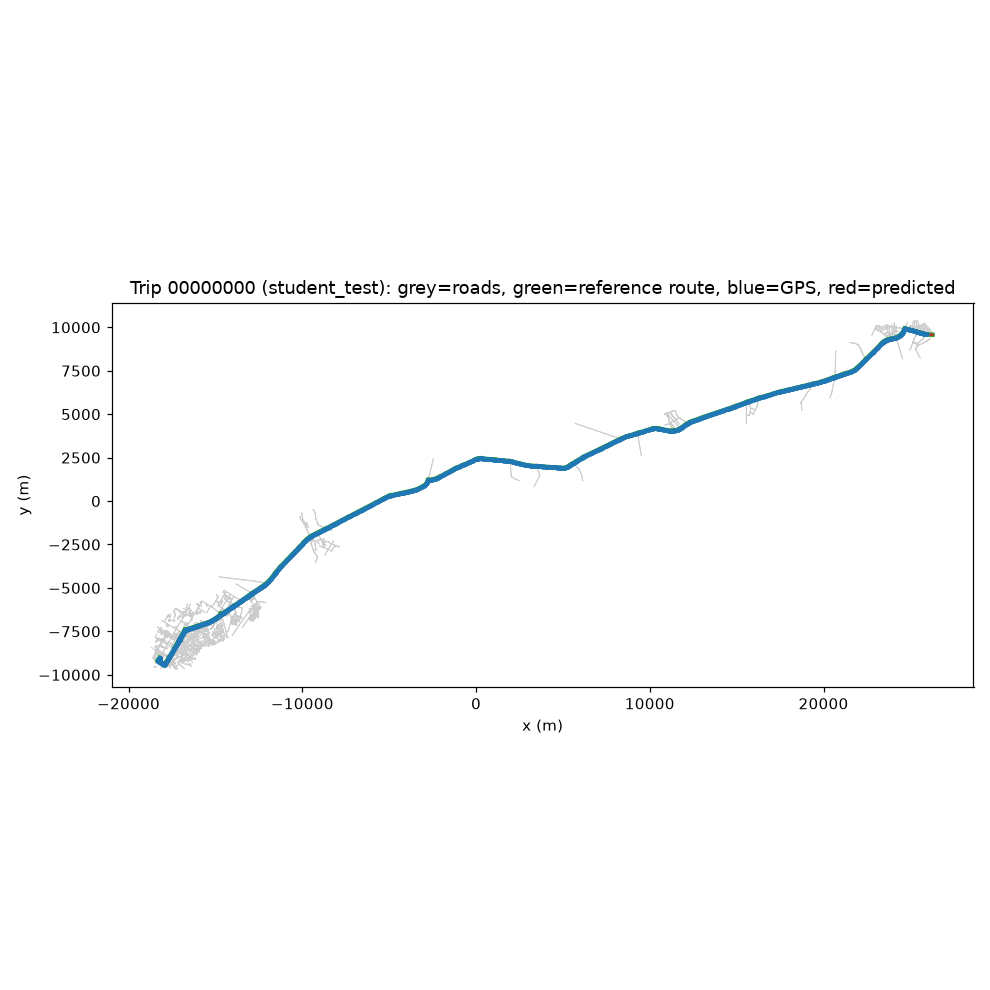 Trip 00000000 (student_test): grey=roads, green=reference route, blue=GPS, red=predicted
10000
7500
5000
2500
0
−2500
−5000
−7500
−10000
y (m)
−20000 −10000 0 10000 20000
x (m)